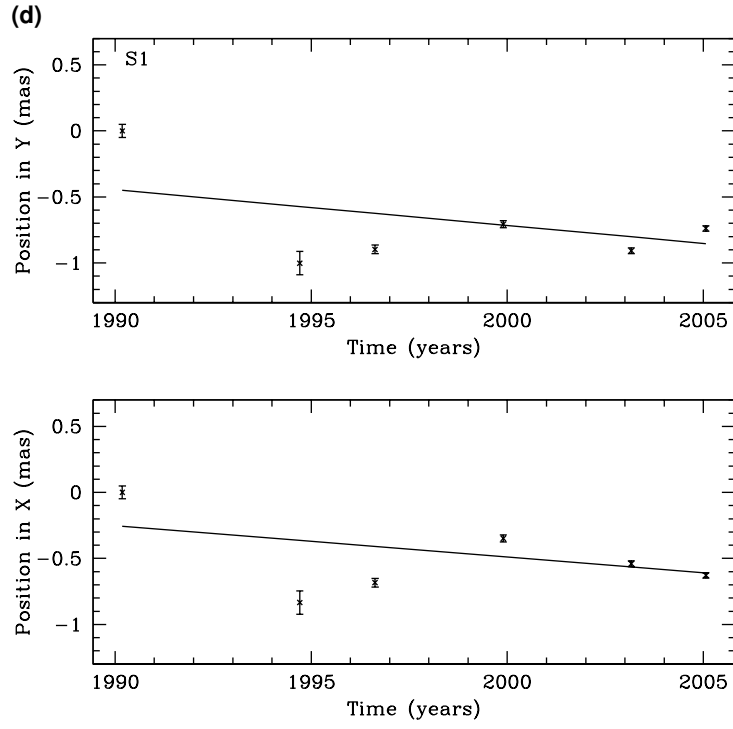 (d)
S1
Position in Y (mas)
0.5
0
−0.5
−1
1990 1995 2000 2005
Time (years)
Position in X (mas)
0.5
0
−0.5
−1
1990 1995 2000 2005
Time (years)